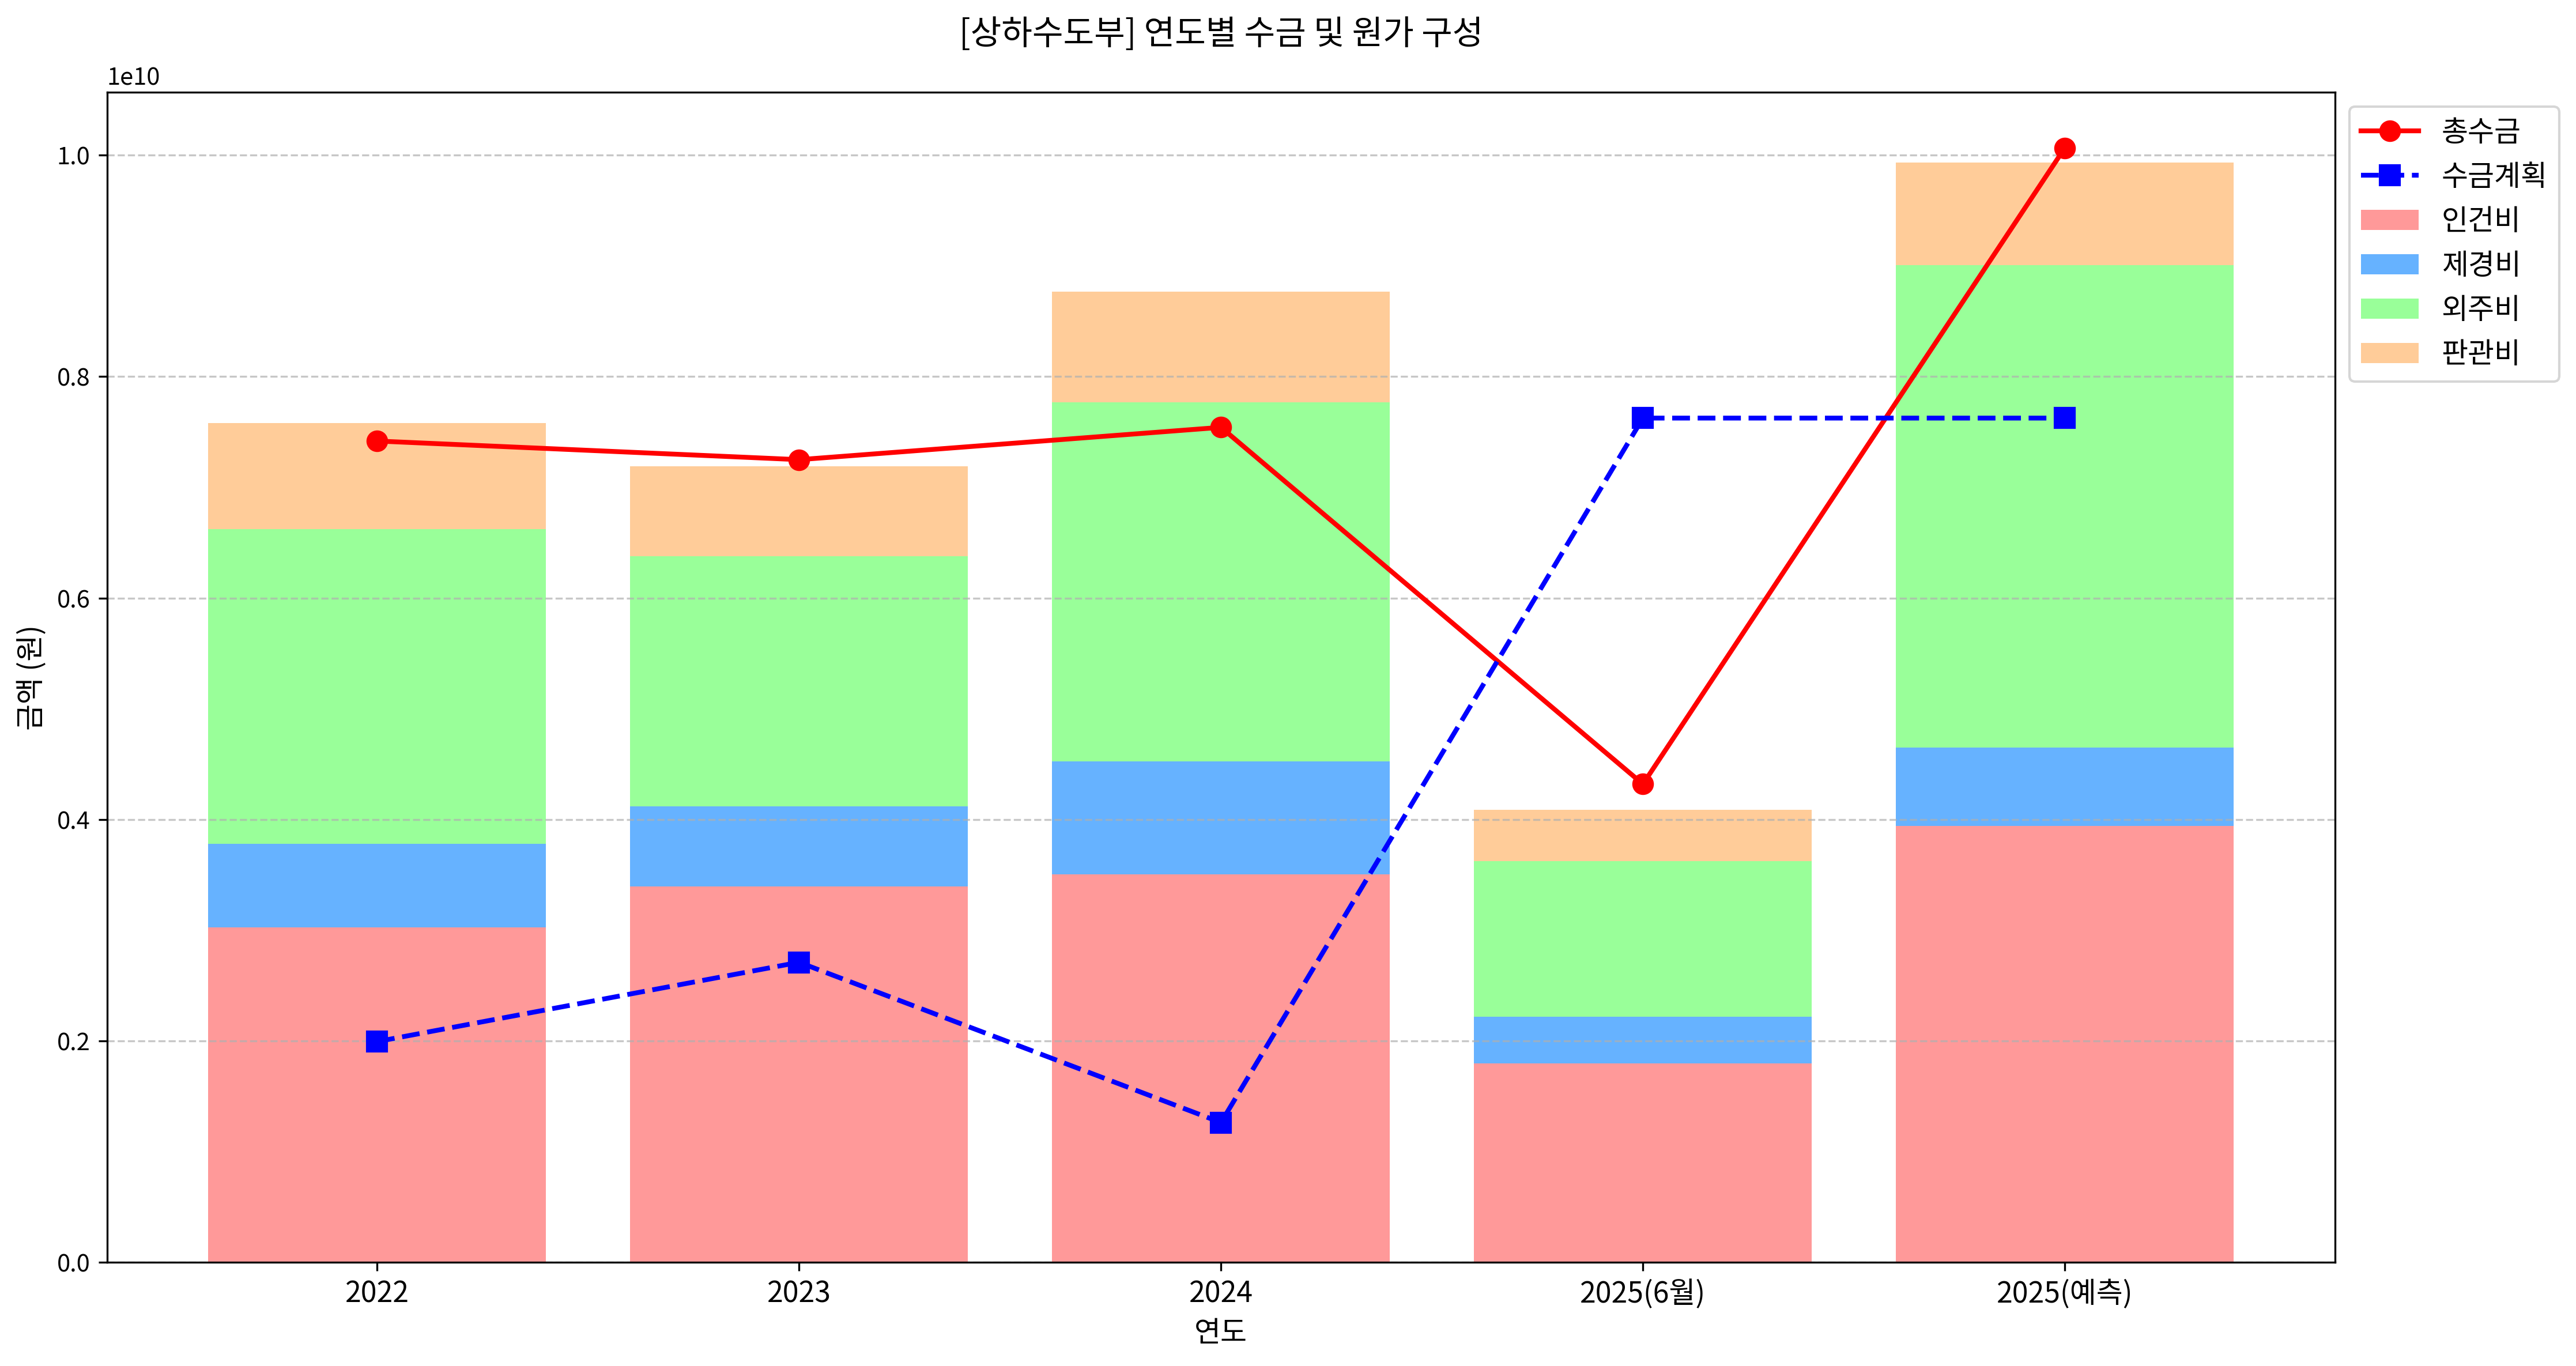 [상하수도부] 연도별 수금 및 원가 구성
1e10
1.0
0.8
0.6
0.4
0.2
0.0
금액 (원)
2022
2023
2024
2025(6월)
2025(예측)
연도
총수금
수금계획
인건비
제경비
외주비
판관비